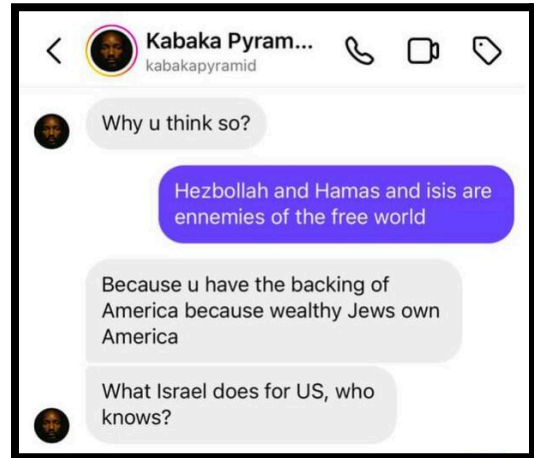 Kabaka Pyram...
kabakapyramid
Why u think so?
Hezbollah and Hamas and isis are
ennemies of the free world
Because u have the backing of
America because wealthy Jews own
America
What Israel does for US, who
knows?